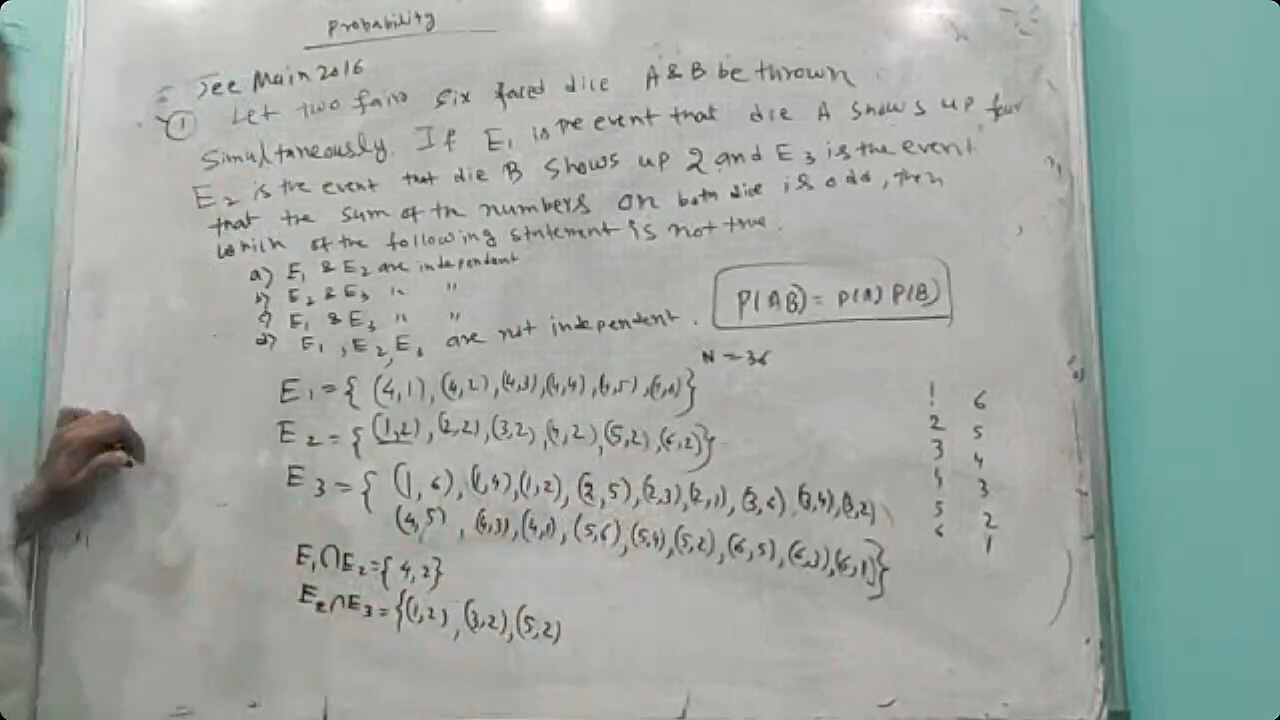 Probability
Jee Main 2016
① Let two fair six faced dice A & B be thrown
Simultaneously. If E₁ is the event that die A shows up four
E₂ is the event that die B shows up 2 and E₃ is the event
that the sum of the numbers on both dice is odd, then
which of the following statement is not true.
a) E₁ & E₂ are independent
b) E₂ & E₃ " "
c) E₁ & E₃ " "
d) E₁, E₂, E₃ are not independent.
P(AB) = P(A) P(B)
N = 36
E₁ = { (4,1), (4,2), (4,3), (4,4), (4,5), (4,6) }
E₂ = { (1,2), (2,2), (3,2), (4,2), (5,2), (6,2) }
E₃ = { (1,6), (1,4), (1,2), (2,5), (2,3), (2,1), (3,6), (3,4), (3,2)
(4,5), (4,3), (4,1), (5,6), (5,4), (5,2), (6,5), (6,3), (6,1) }
E₁∩E₂ = { 4,2 }
E₂∩E₃ = { (1,2), (3,2), (5,2)
1 6
2 5
3 4
4 3
5 2
6 1